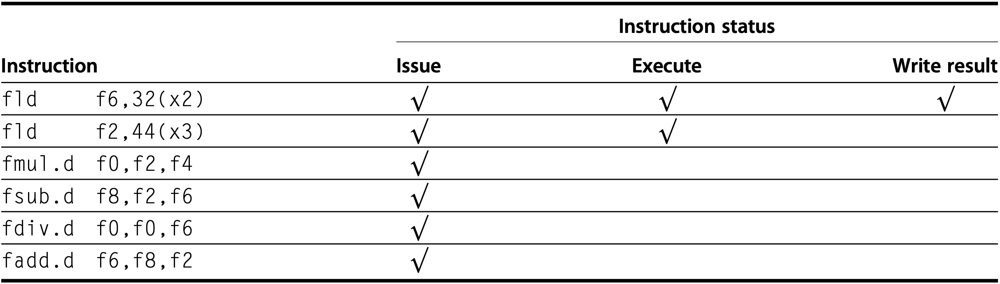 Instruction status
Instruction Issue Execute Write result
fld f6,32(x2) √ √ √
fld f2,44(x3) √ √
fmul.d f0,f2,f4 √
fsub.d f8,f2,f6 √
fdiv.d f0,f0,f6 √
fadd.d f6,f8,f2 √